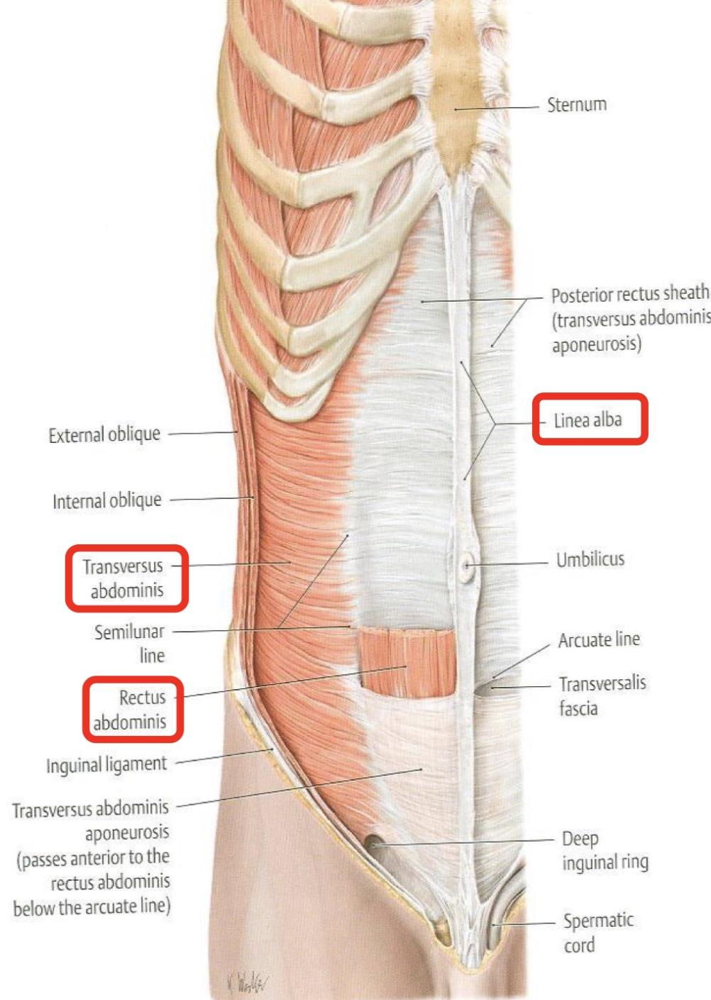 Sternum
Posterior rectus sheath
(transversus abdominis
aponeurosis)
Linea alba
External oblique
Internal oblique
Transversus
abdominis
Umbilicus
Semilunar
line
Arcuate line
Rectus
abdominis
Transversalis
fascia
Inguinal ligament
Transversus abdominis
aponeurosis
(passes anterior to the
rectus abdominis
below the arcuate line)
Deep
inguinal ring
Spermatic
cord